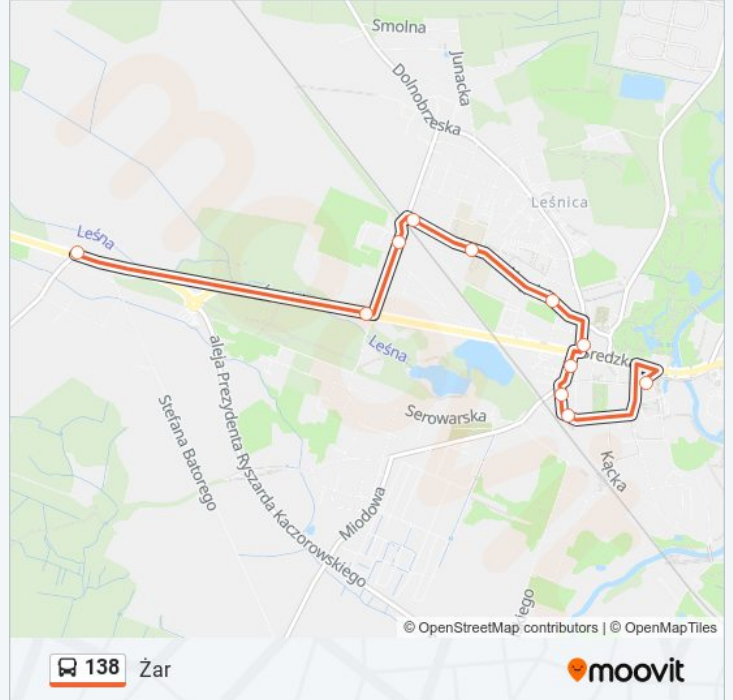 Smolna
Junacka
Dolnobrzeska
Leśnica
Leśna
Leśna
Średzka
aleja Prezydenta Ryszarda Kaczorowskiego
Serowarska
Stefana Batorego
Kącka
Miodowa
© OpenStreetMap contributors | © OpenMapTiles
138 Żar
moovit